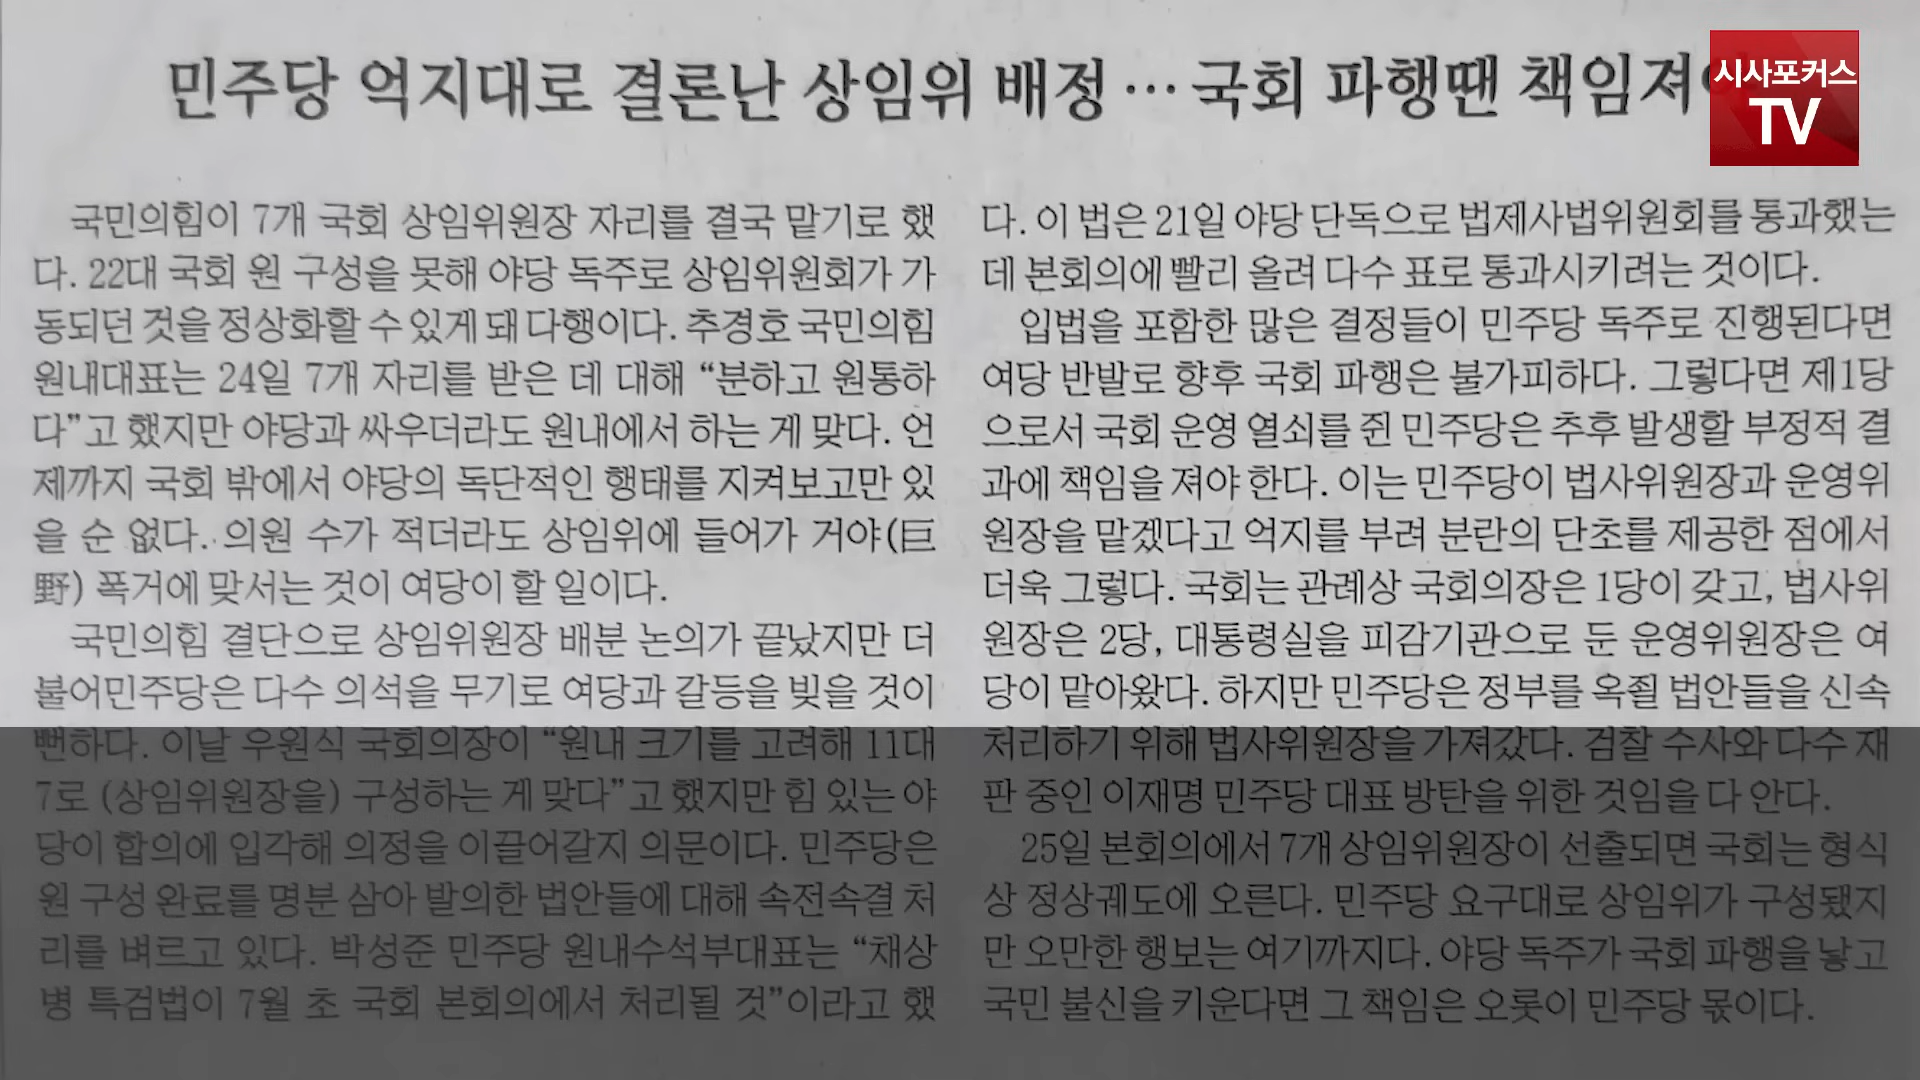 민주당 억지대로 결론난 상임위 배정…국회 파행땐 책임져
시사포커스
TV
국민의힘이 7개 국회 상임위원장 자리를 결국 맡기로 했
다. 22대 국회 원 구성을 못해 야당 독주로 상임위원회가 가
동되던 것을 정상화할 수 있게 돼 다행이다. 추경호 국민의힘
원내대표는 24일 7개 자리를 받은 데 대해 “분하고 원통하
다”고 했지만 야당과 싸우더라도 원내에서 하는 게 맞다. 언
제까지 국회 밖에서 야당의 독단적인 행태를 지켜보고만 있
을 순 없다. 의원 수가 적더라도 상임위에 들어가 거야(巨
野) 폭거에 맞서는 것이 여당이 할 일이다.
국민의힘 결단으로 상임위원장 배분 논의가 끝났지만 더
불어민주당은 다수 의석을 무기로 여당과 갈등을 빚을 것이
뻔하다. 이날 우원식 국회의장이 “원내 크기를 고려해 11대
7로 (상임위원장을) 구성하는 게 맞다”고 했지만 힘 있는 야
당이 합의에 입각해 의정을 이끌어갈지 의문이다. 민주당은
원 구성 완료를 명분 삼아 발의한 법안들에 대해 속전속결 처
리를 벼르고 있다. 박성준 민주당 원내수석부대표는 “채상
병 특검법이 7월 초 국회 본회의에서 처리될 것”이라고 했
다. 이 법은 21일 야당 단독으로 법제사법위원회를 통과했는
데 본회의에 빨리 올려 다수 표로 통과시키려는 것이다.
입법을 포함한 많은 결정들이 민주당 독주로 진행된다면
여당 반발로 향후 국회 파행은 불가피하다. 그렇다면 제1당
으로서 국회 운영 열쇠를 쥔 민주당은 추후 발생할 부정적 결
과에 책임을 져야 한다. 이는 민주당이 법사위원장과 운영위
원장을 맡겠다고 억지를 부려 분란의 단초를 제공한 점에서
더욱 그렇다. 국회는 관례상 국회의장은 1당이 갖고, 법사위
원장은 2당, 대통령실을 피감기관으로 둔 운영위원장은 여
당이 맡아왔다. 하지만 민주당은 정부를 옥죌 법안들을 신속
처리하기 위해 법사위원장을 가져갔다. 검찰 수사와 다수 재
판 중인 이재명 민주당 대표 방탄을 위한 것임을 다 안다.
25일 본회의에서 7개 상임위원장이 선출되면 국회는 형식
상 정상궤도에 오른다. 민주당 요구대로 상임위가 구성됐지
만 오만한 행보는 여기까지다. 야당 독주가 국회 파행을 낳고
국민 불신을 키운다면 그 책임은 오롯이 민주당 몫이다.